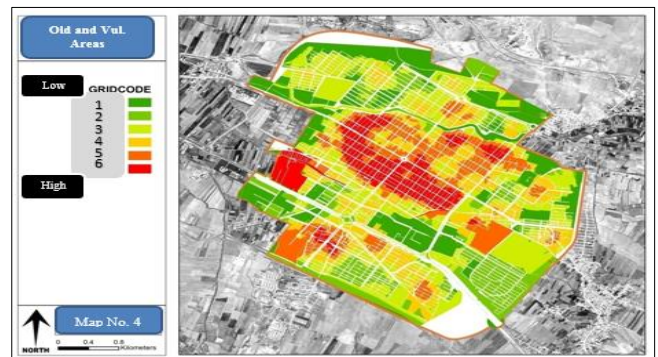 Old and Vul.
Areas
Low
GRIDCODE
1
2
3
4
5
6
High
Map No. 4
NORTH
0 0.4 0.8
Kilometers